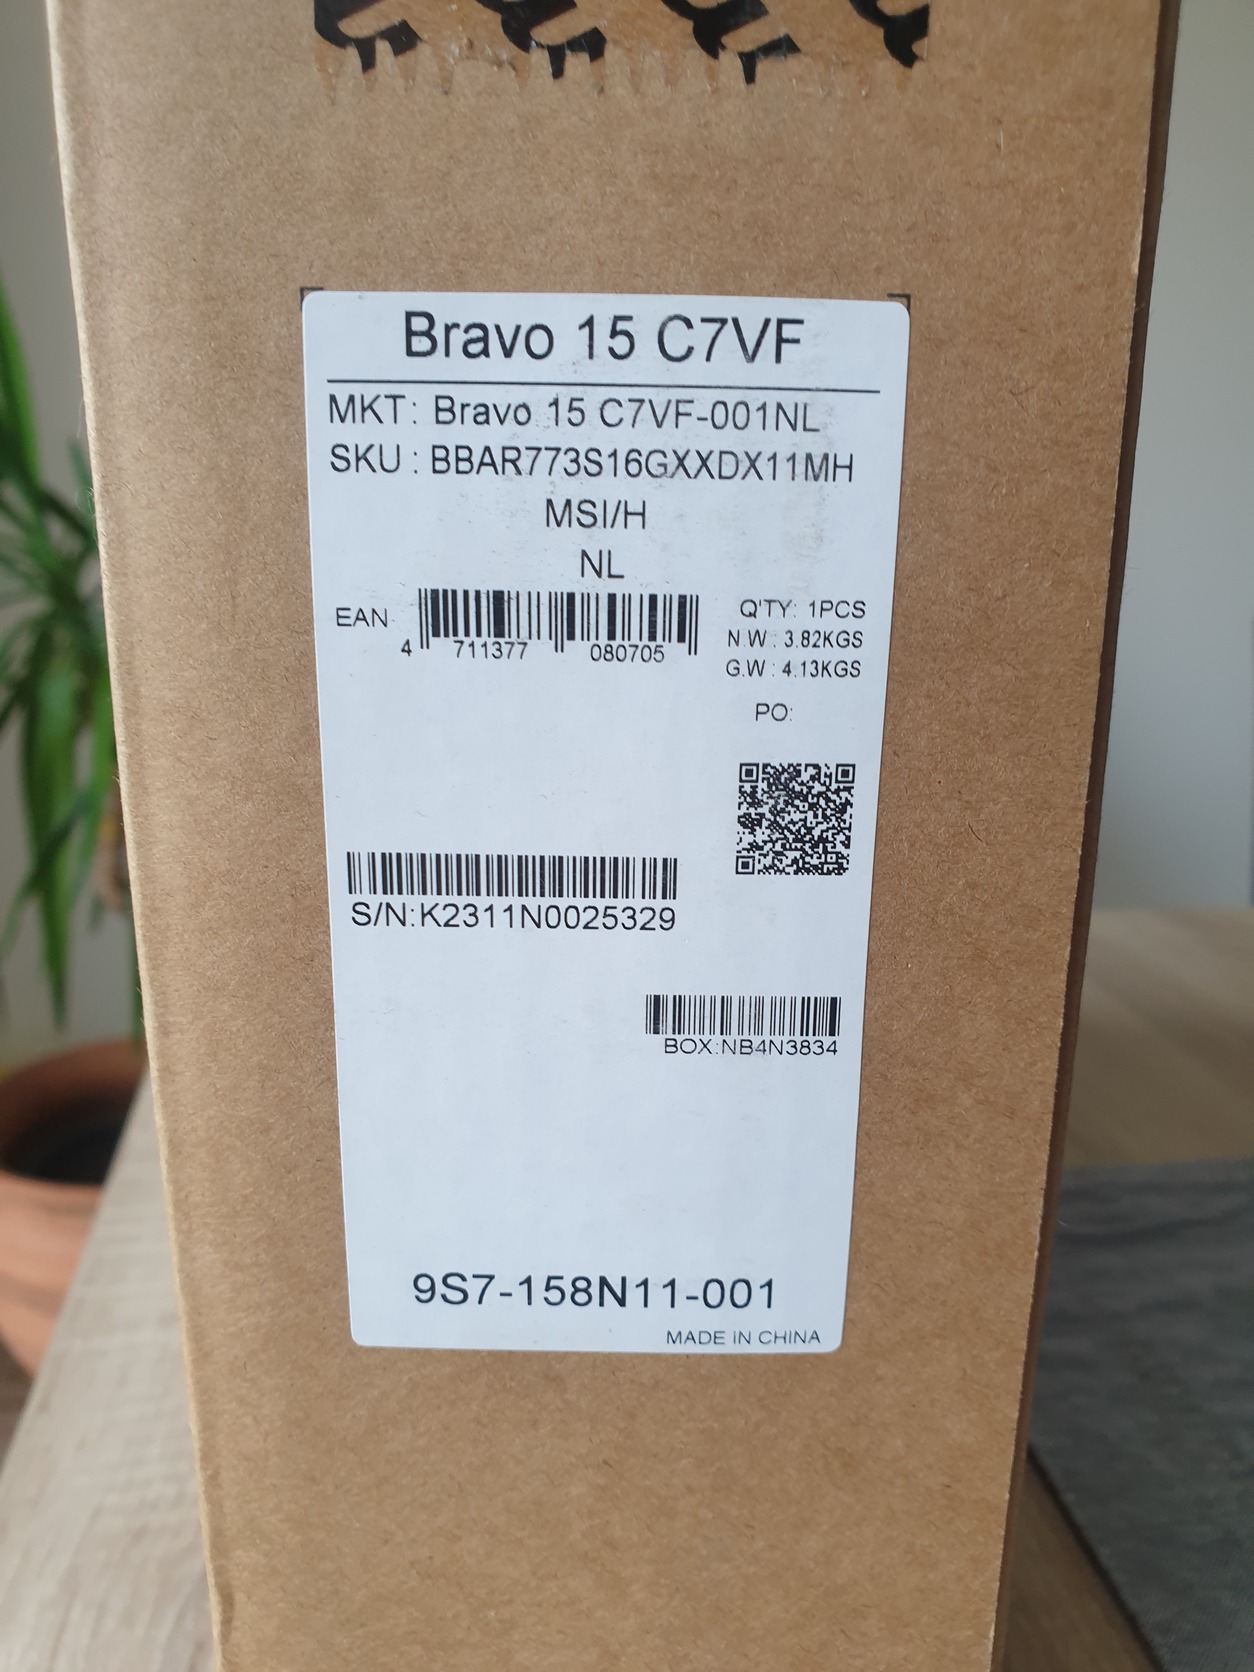 Bravo 15 C7VF
MKT: Bravo 15 C7VF-001NL
SKU : BBAR773S16GXXDX11MH
MSI/H
NL
EAN
4 711377 080705
Q'TY: 1PCS
N.W : 3.82KGS
G.W : 4.13KGS
PO:
S/N:K2311N0025329
BOX:NB4N3834
9S7-158N11-001
MADE IN CHINA